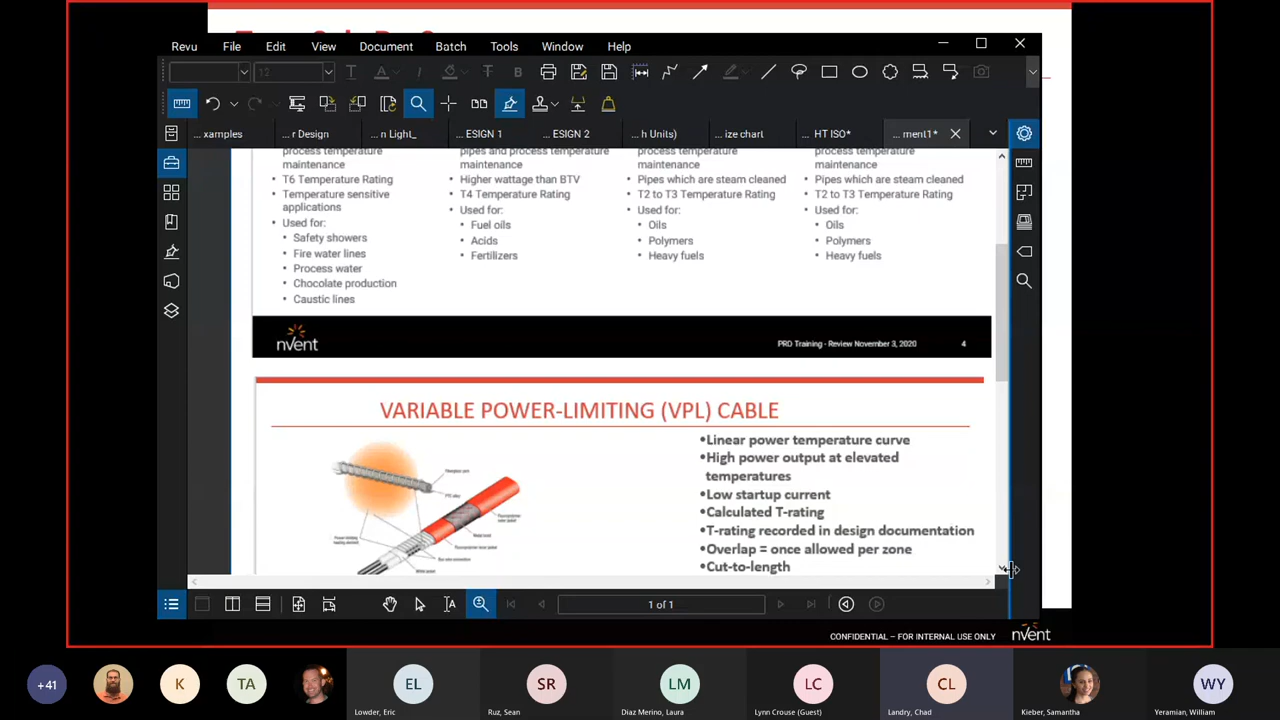 Revu File Edit View Document Batch Tools Window Help
12
... xamples ... r Design ... n Light_ ... ESIGN 1 ... ESIGN 2 ... h Units) ... ize chart ... HT ISO* ... ment1*
process temperature
maintenance
• T6 Temperature Rating
• Temperature sensitive
applications
• Used for:
• Safety showers
• Fire water lines
• Process water
• Chocolate production
• Caustic lines
pipes and process temperature
maintenance
• Higher wattage than BTV
• T4 Temperature Rating
• Used for:
• Fuel oils
• Acids
• Fertilizers
process temperature
maintenance
• Pipes which are steam cleaned
• T2 to T3 Temperature Rating
• Used for:
• Oils
• Polymers
• Heavy fuels
process temperature
maintenance
• Pipes which are steam cleaned
• T2 to T3 Temperature Rating
• Used for:
• Oils
• Polymers
• Heavy fuels
nVent
PRD Training - Review November 3, 2020 4
VARIABLE POWER-LIMITING (VPL) CABLE
•Linear power temperature curve
•High power output at elevated
temperatures
•Low startup current
•Calculated T-rating
•T-rating recorded in design documentation
•Overlap = once allowed per zone
•Cut-to-length
1 of 1
CONFIDENTIAL – FOR INTERNAL USE ONLY nVent
+41 K TA EL SR LM LC CL WY
Lowder, Eric Ruz, Sean Diaz Merino, Laura Lynn Crouse (Guest) Landry, Chad Kieber, Samantha Yeramian, William